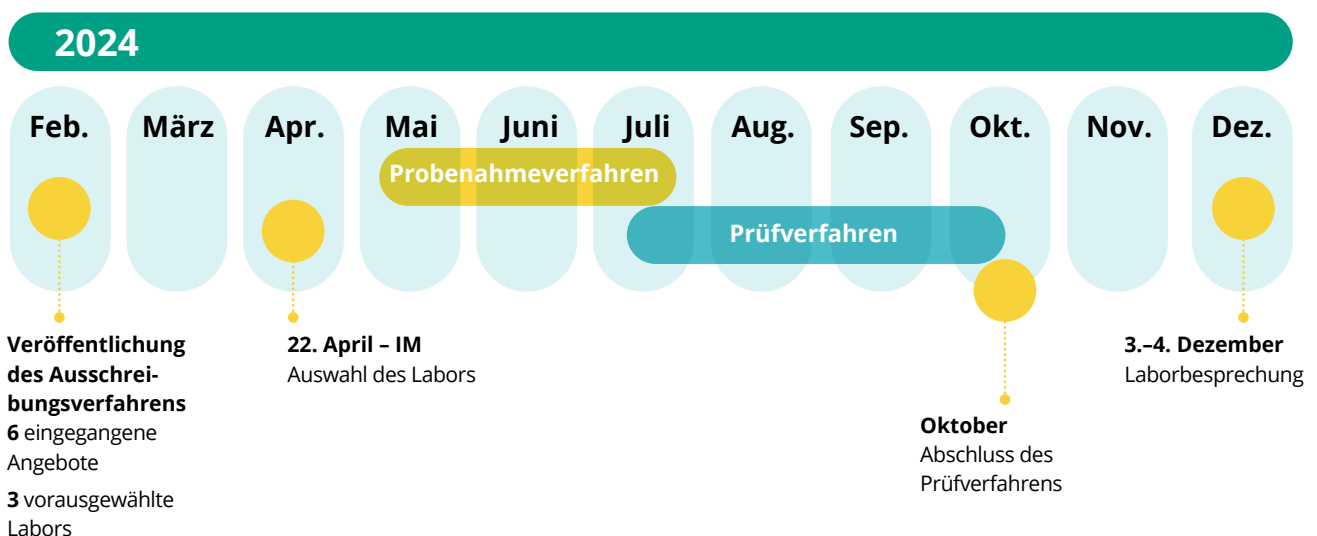 2024
Feb. März Apr. Mai Juni Juli Aug. Sep. Okt. Nov. Dez.
Probenahmeverfahren
Prüfverfahren
Veröffentlichung
des Ausschrei-
bungsverfahrens
6 eingegangene
Angebote
3 vorausgewählte
Labors
22. April – IM
Auswahl des Labors
Oktober
Abschluss des
Prüfverfahrens
3.–4. Dezember
Laborbesprechung